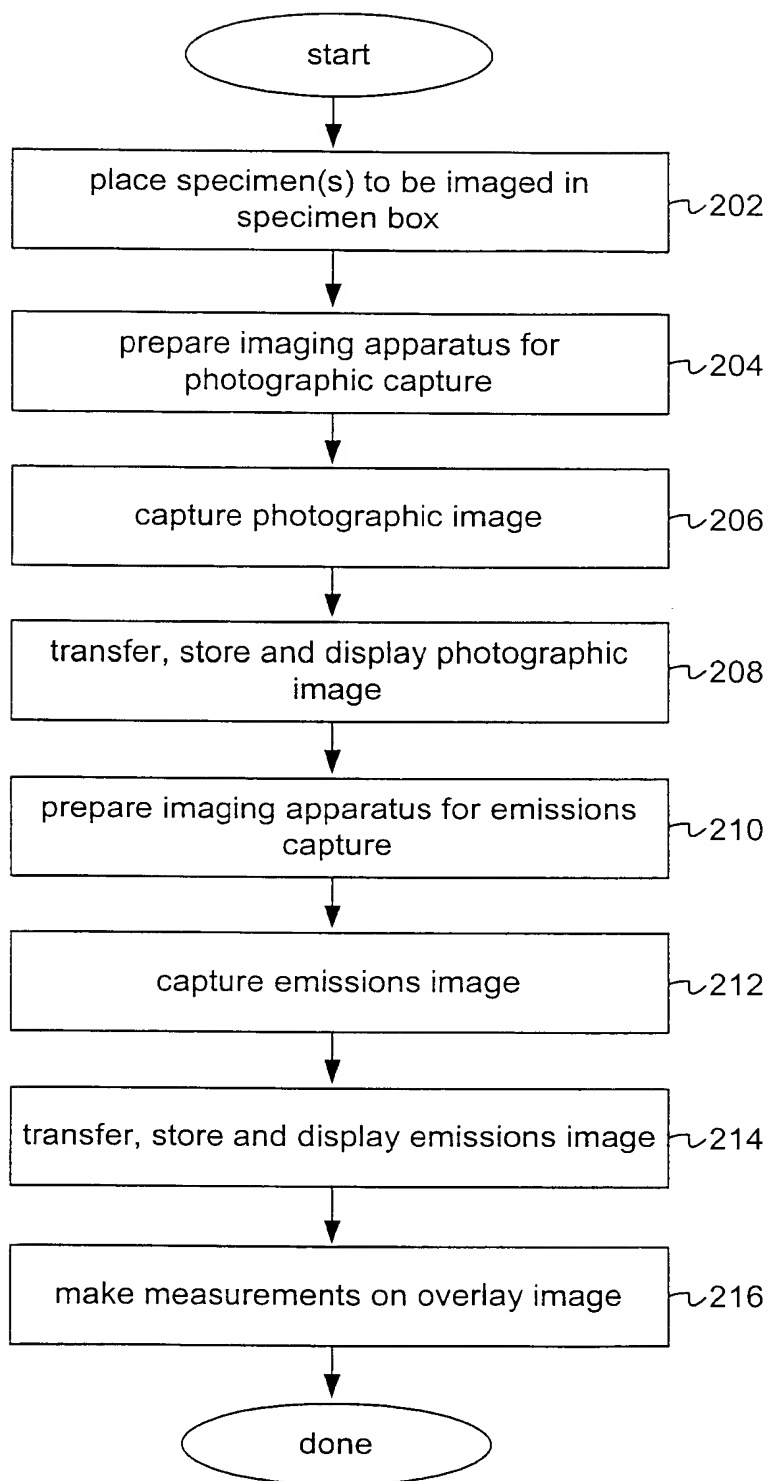 start
place specimen(s) to be imaged in
specimen box
202
prepare imaging apparatus for
photographic capture
204
capture photographic image
206
transfer, store and display photographic
image
208
prepare imaging apparatus for emissions
capture
210
capture emissions image
212
transfer, store and display emissions image
214
make measurements on overlay image
216
done